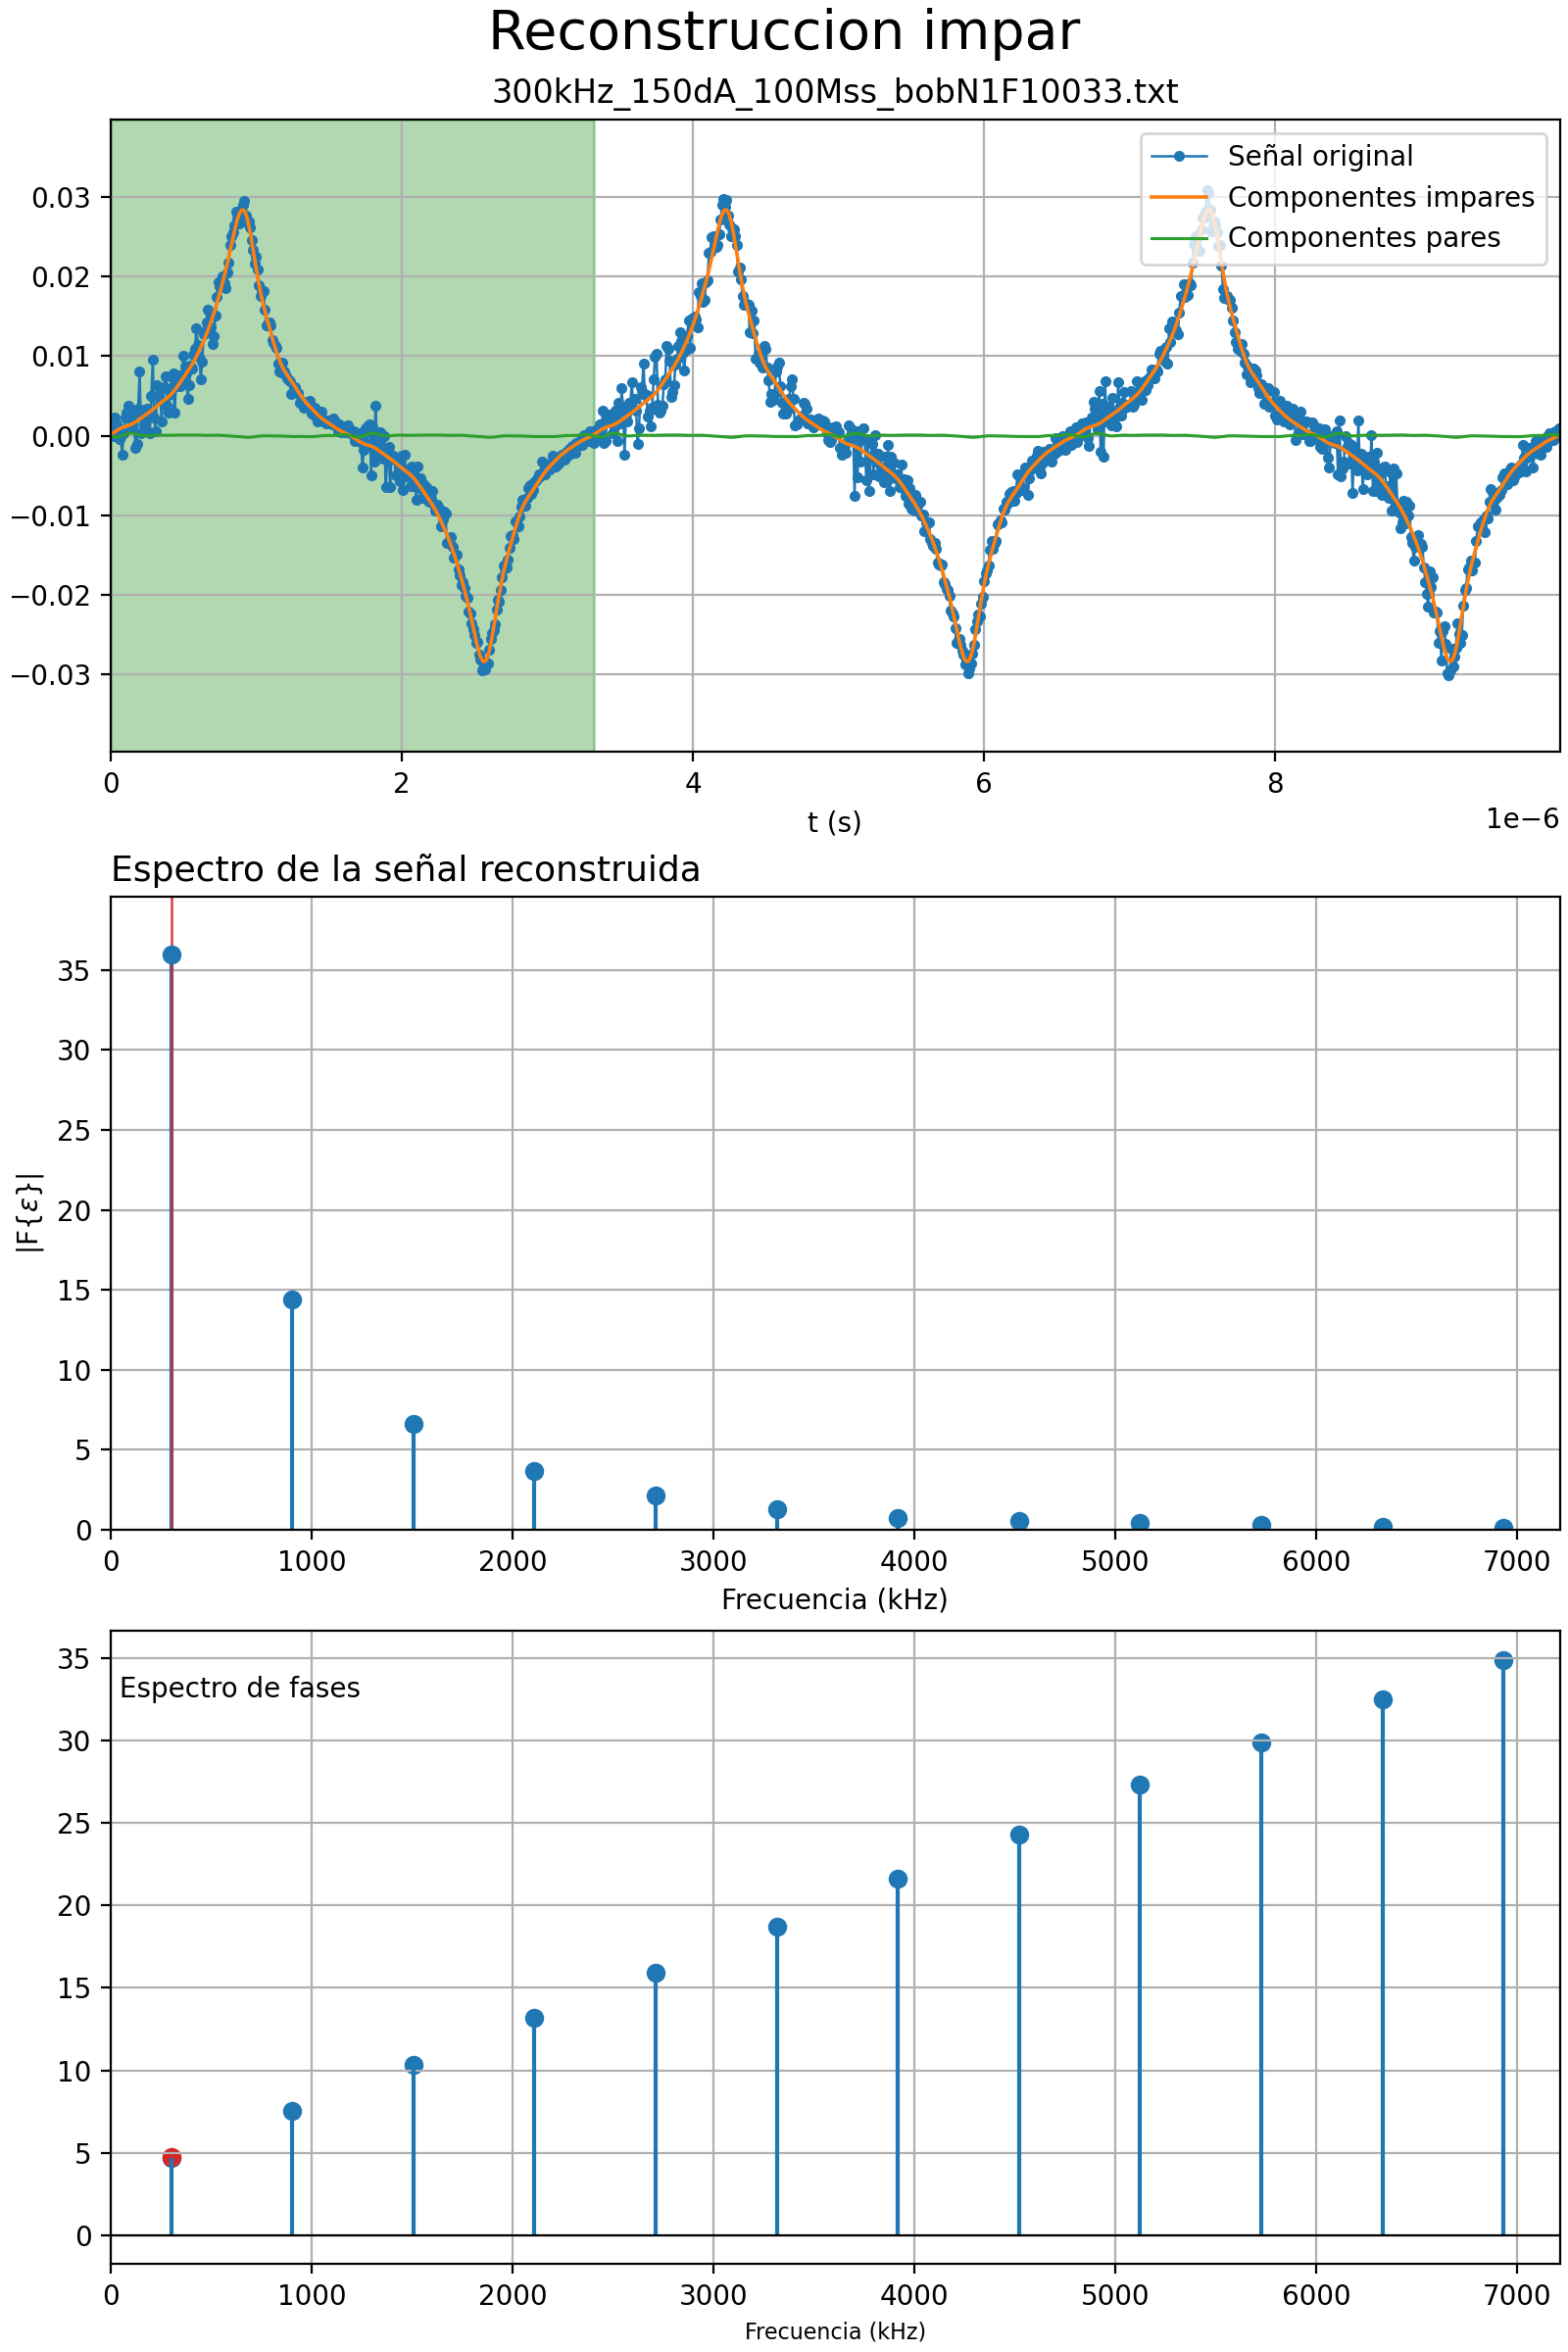 Reconstruccion impar
300kHz_150dA_100Mss_bobN1F10033.txt
Señal original
Componentes impares
Componentes pares
0.03
0.02
0.01
0.00
−0.01
−0.02
−0.03
0 2 4 6 8
1e−6
t (s)
Espectro de la señal reconstruida
35
30
25
20
15
10
5
0
|F{ε}|
0 1000 2000 3000 4000 5000 6000 7000
Frecuencia (kHz)
Espectro de fases
35
30
25
20
15
10
5
0
0 1000 2000 3000 4000 5000 6000 7000
Frecuencia (kHz)